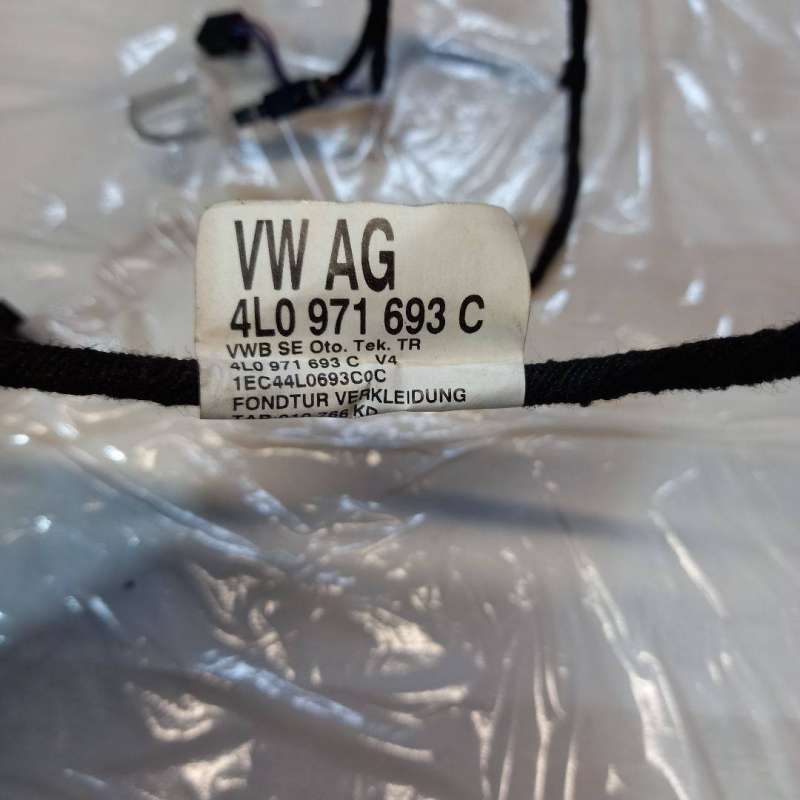 VW AG
4L0 971 693 C
VWB SE Oto. Tek. TR
4L0 971 693 C V4
1EC44L0693C0C
FONDTUR VERKLEIDUNG